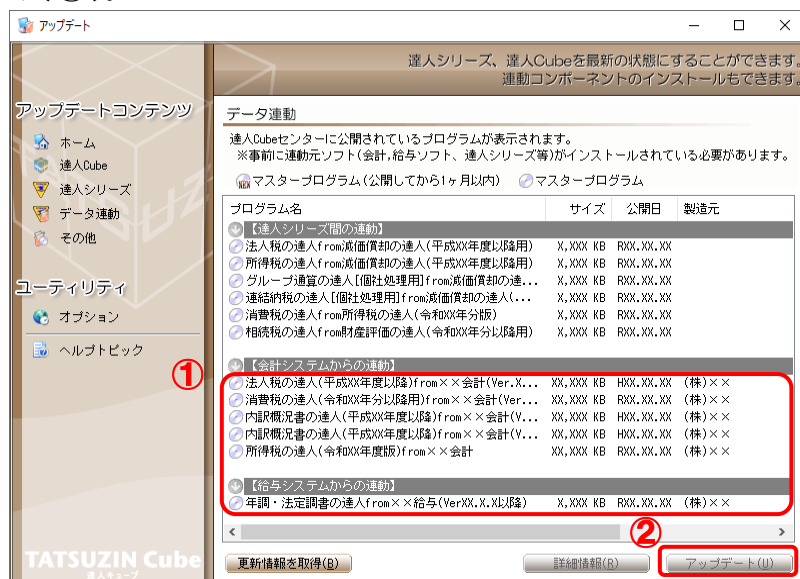 アップデート
達人シリーズ、達人Cubeを最新の状態にすることができます。
連動コンポーネントのインストールもできます。
アップデートコンテンツ
ホーム
達人Cube
達人シリーズ
データ連動
その他
ユーティリティ
オプション
ヘルプトピック
データ連動
達人Cubeセンターに公開されているプログラムが表示されます。
※事前に連動元ソフト(会計,給与ソフト、達人シリーズ等)がインストールされている必要があります。
NEW マスタープログラム(公開してから1ヶ月以内) マスタープログラム
プログラム名 サイズ 公開日 製造元
【達人シリーズ間の連動】
法人税の達人from減価償却の達人(平成XX年度以降用) X,XXX KB RXX.XX.XX
所得税の達人from減価償却の達人(平成XX年度以降用) X,XXX KB RXX.XX.XX
グループ通算の達人[個社処理用]from減価償却の達... X,XXX KB RXX.XX.XX
連結納税の達人[個社処理用]from減価償却の達人(... X,XXX KB RXX.XX.XX
消費税の達人from所得税の達人(令和XX年分版) X,XXX KB RXX.XX.XX
相続税の達人from財産評価の達人(令和XX年分以降用) X,XXX KB RXX.XX.XX
①
【会計システムからの連動】
法人税の達人(平成XX年度以降)from××会計(Ver.X... XX,XXX KB HXX.XX.XX (株)××
消費税の達人(令和XX年分以降用)from××会計(Ver... XX,XXX KB RXX.XX.XX (株)××
内訳概況書の達人(平成XX年度以降)from××会計(V... XX,XXX KB HXX.XX.XX (株)××
内訳概況書の達人(平成XX年度以降)from××会計(V... XX,XXX KB RXX.XX.XX (株)××
所得税の達人(令和XX年度版)from××会計 XX,XXX KB RXX.XX.XX (株)××
【給与システムからの連動】
年調・法定調書の達人from××給与(VerXX.X.X以降) X,XXX KB RXX.XX.XX (株)××
②
更新情報を取得(B) 詳細情報(R) アップデート(U)
TATSUZIN Cube
達人キューブ